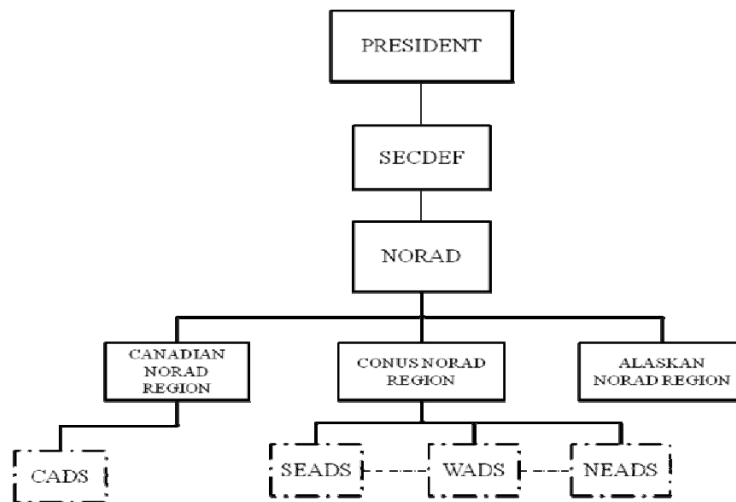 PRESIDENT
SECDEF
NORAD
CANADIAN
NORAD
REGION
CONUS NORAD
REGION
ALASKAN
NORAD REGION
CADS
SEADS
WADS
NEADS